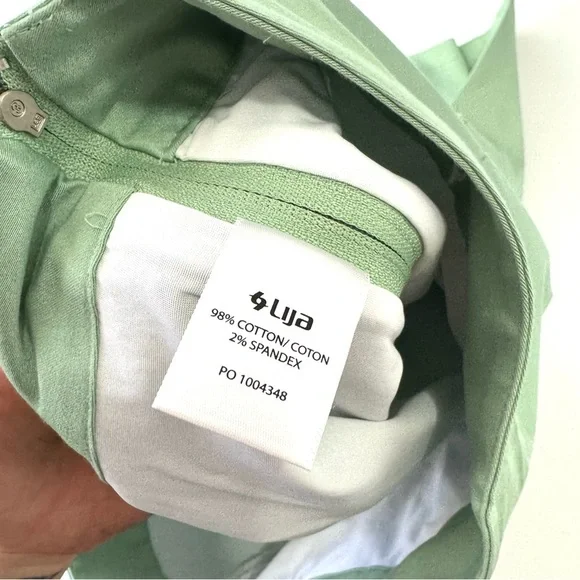 Lija
98% COTTON/ COTON
2% SPANDEX
PO 1004348